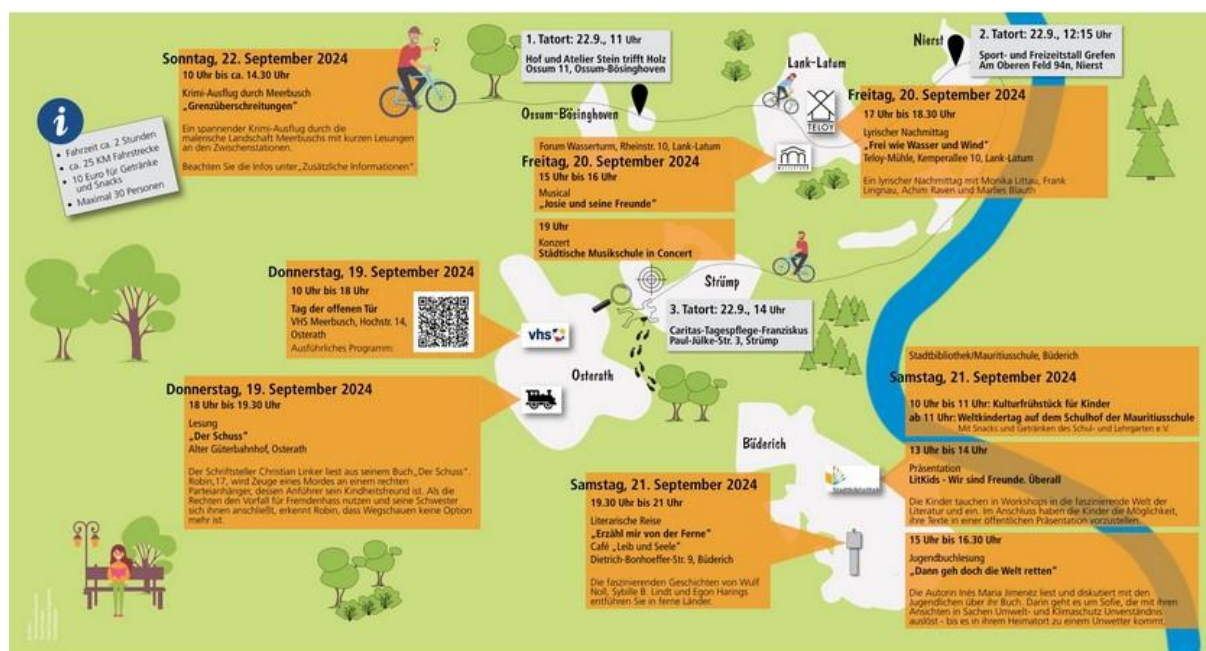 Sonntag, 22. September 2024
10 Uhr bis ca. 14.30 Uhr
Krimi-Ausflug durch Meerbusch
„Grenzüberschreitungen“
Ein spannender Krimi-Ausflug durch die
malerische Landschaft Meerbuschs mit kurzen Lesungen
an den Zwischenstationen.
Beachten Sie die Infos unter „Zusätzliche Informationen“.
i
• Fahrzeit ca. 2 Stunden
• ca. 25 KM Fahrstrecke
• 10 Euro für Getränke
und Snacks
• Maximal 30 Personen
1. Tatort: 22.9., 11 Uhr
Hof und Atelier Stein trifft Holz
Ossum 11, Ossum-Bösinghoven
Ossum-Bösinghoven
Lank-Latum
TELOY
Nierst
2. Tatort: 22.9., 12:15 Uhr
Sport- und Freizeitstall Grefen
Am Oberen Feld 94n, Nierst
Freitag, 20. September 2024
17 Uhr bis 18.30 Uhr
Lyrischer Nachmittag
„Frei wie Wasser und Wind“
Teloy-Mühle, Kemperallee 10, Lank-Latum
Ein lyrischer Nachmittag mit Monika Littau, Frank
Lingnau, Achim Raven und Marlies Blauth
Forum Wasserturm, Rheinstr. 10, Lank-Latum
Freitag, 20. September 2024
15 Uhr bis 16 Uhr
Musical
„Josie und seine Freunde“
19 Uhr
Konzert
Städtische Musikschule in Concert
Donnerstag, 19. September 2024
10 Uhr bis 18 Uhr
Tag der offenen Tür
VHS Meerbusch, Hochstr. 14,
Osterath
Ausführliches Programm:
vhs
Strümp
3. Tatort: 22.9., 14 Uhr
Caritas-Tagespflege-Franziskus
Paul-Jülke-Str. 3, Strümp
Osterath
Donnerstag, 19. September 2024
18 Uhr bis 19.30 Uhr
Lesung
„Der Schuss“
Alter Güterbahnhof, Osterath
Der Schriftsteller Christian Linker liest aus seinem Buch „Der Schuss“.
Robin,17, wird Zeuge eines Mordes an einem rechten
Parteianhänger, dessen Anführer sein Kindheitsfreund ist. Als die
Rechten den Vorfall für Fremdenhass nutzen und seine Schwester
sich ihnen anschließt, erkennt Robin, dass Wegschauen keine Option
mehr ist.
Büderich
Stadtbibliothek
Samstag, 21. September 2024
19.30 Uhr bis 21 Uhr
Literarische Reise
„Erzähl mir von der Ferne“
Café „Leib und Seele“
Dietrich-Bonhoeffer-Str. 9, Büderich
Die faszinierenden Geschichten von Wulf
Noll, Sybille B. Lindt und Egon Harings
entführen Sie in ferne Länder.
Stadtbibliothek/Mauritiusschule, Büderich
Samstag, 21. September 2024
10 Uhr bis 11 Uhr: Kulturfrühstück für Kinder
ab 11 Uhr: Weltkindertag auf dem Schulhof der Mauritiusschule
Mit Snacks und Getränken des Schul- und Lehrgarten e.V.
13 Uhr bis 14 Uhr
Präsentation
LitKids - Wir sind Freunde. Überall
Die Kinder tauchen in Workshops in die faszinierende Welt der
Literatur und ein. Im Anschluss haben die Kinder die Möglichkeit,
ihre Texte in einer öffentlichen Präsentation vorzustellen.
15 Uhr bis 16.30 Uhr
Jugendbuchlesung
„Dann geh doch die Welt retten“
Die Autorin Inés María Jiménez liest und diskutiert mit den
Jugendlichen über ihr Buch. Darin geht es um Sofie, die mit ihren
Ansichten in Sachen Umwelt- und Klimaschutz Unverständnis
auslöst - bis es in ihrem Heimatort zu einem Unwetter kommt.